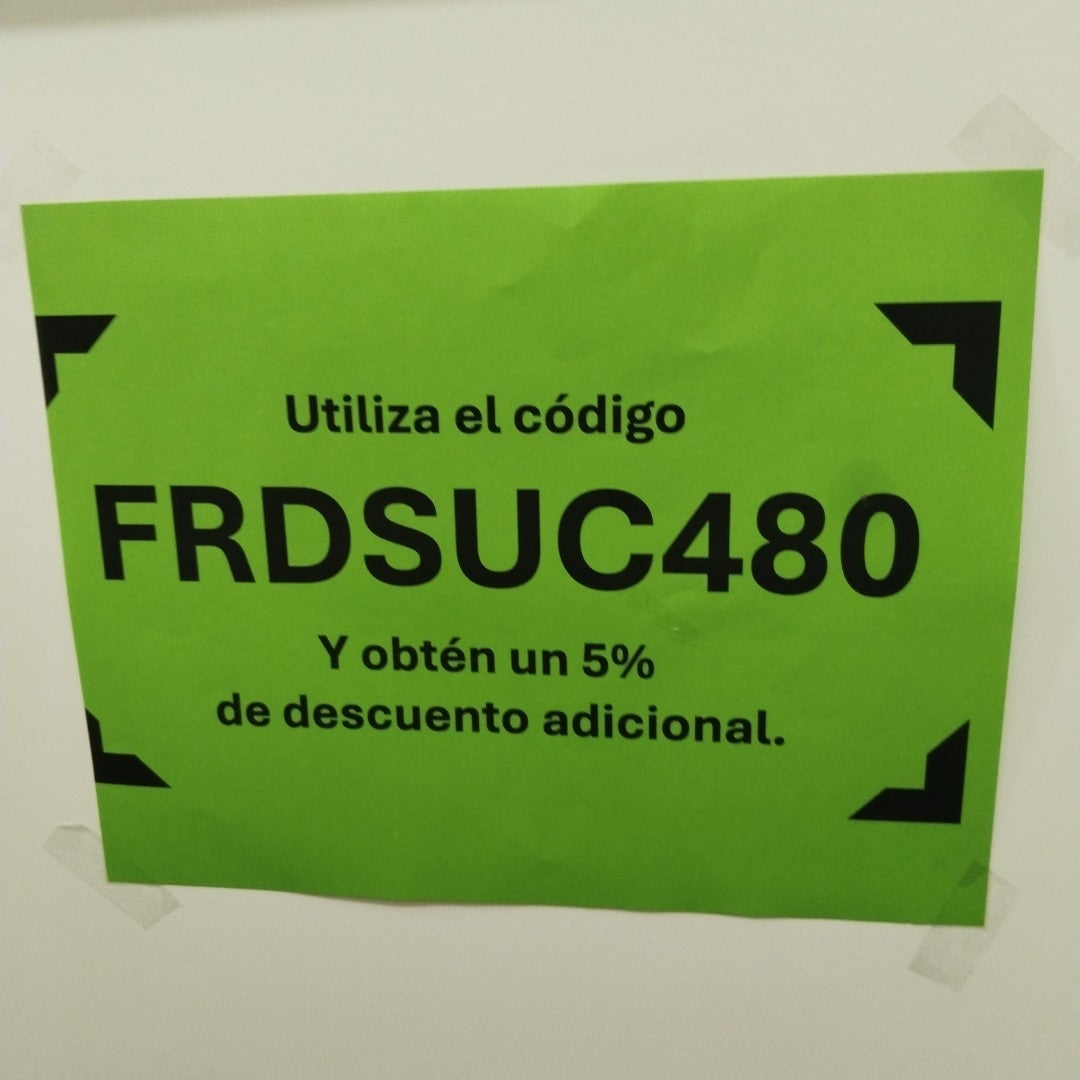 Utiliza el código
FRDSUC480
Y obtén un 5%
de descuento adicional.